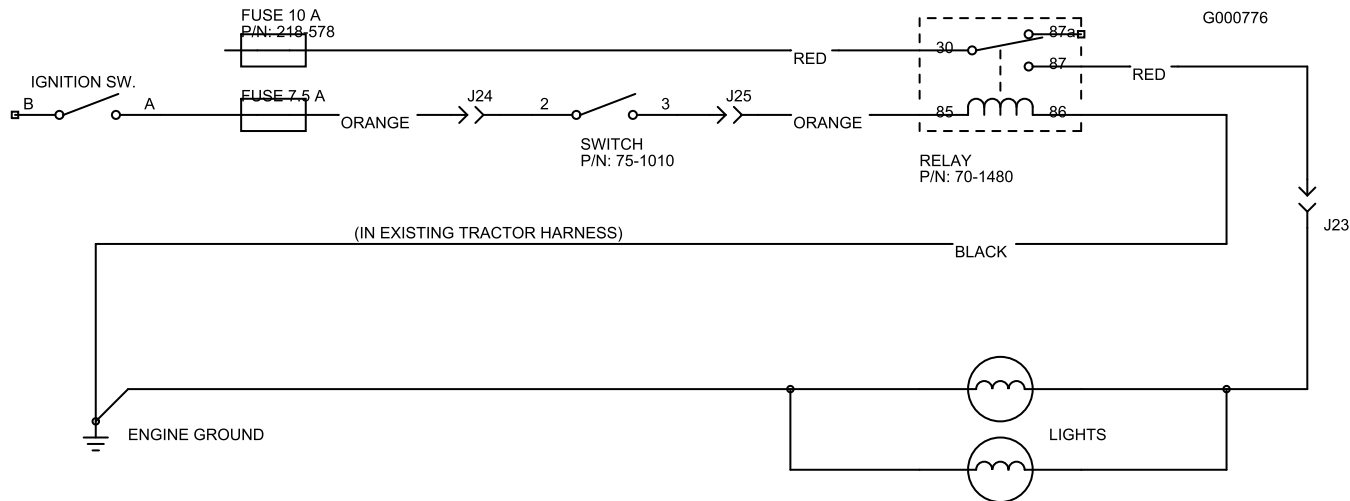 FUSE 10 A
P/N: 218-578
G000776
87a
30
RED
87
RED
IGNITION SW.
B
A
FUSE 7.5 A
ORANGE
J24
2
3
J25
ORANGE
85
86
SWITCH
P/N: 75-1010
RELAY
P/N: 70-1480
J23
(IN EXISTING TRACTOR HARNESS)
BLACK
ENGINE GROUND
LIGHTS